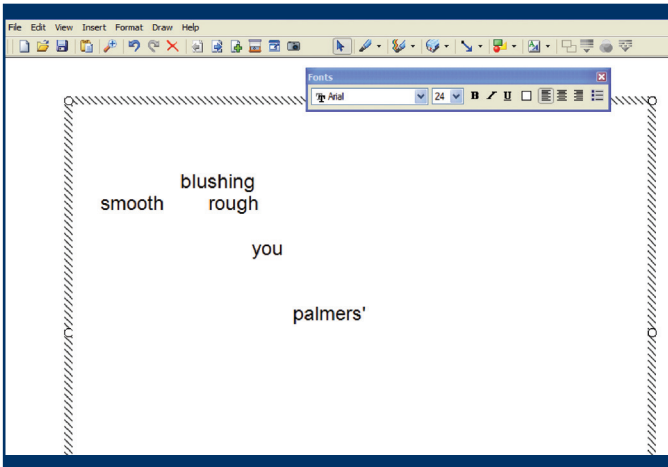 File Edit View Insert Format Draw Help
Fonts
Arial 24 B I U
blushing
smooth rough
you
palmers'